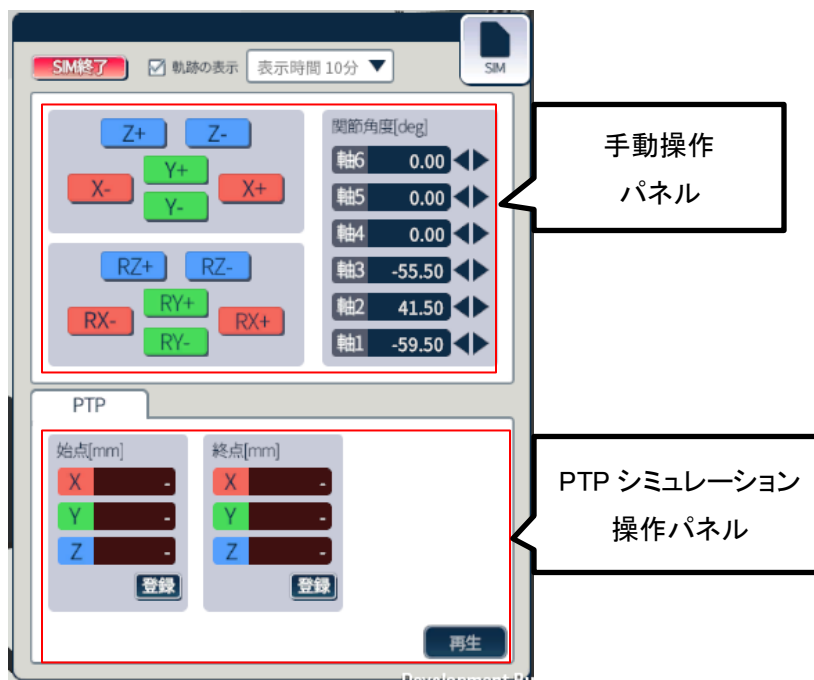 SIM終了
軌跡の表示
表示時間 10分
SIM
Z+ Z-
Y+
X- X+
Y-
RZ+ RZ-
RY+
RX- RX+
RY-
関節角度[deg]
軸6 0.00
軸5 0.00
軸4 0.00
軸3 -55.50
軸2 41.50
軸1 -59.50
手動操作
パネル
PTP
始点[mm]
X -
Y -
Z -
登録
終点[mm]
X -
Y -
Z -
登録
再生
PTP シミュレーション
操作パネル